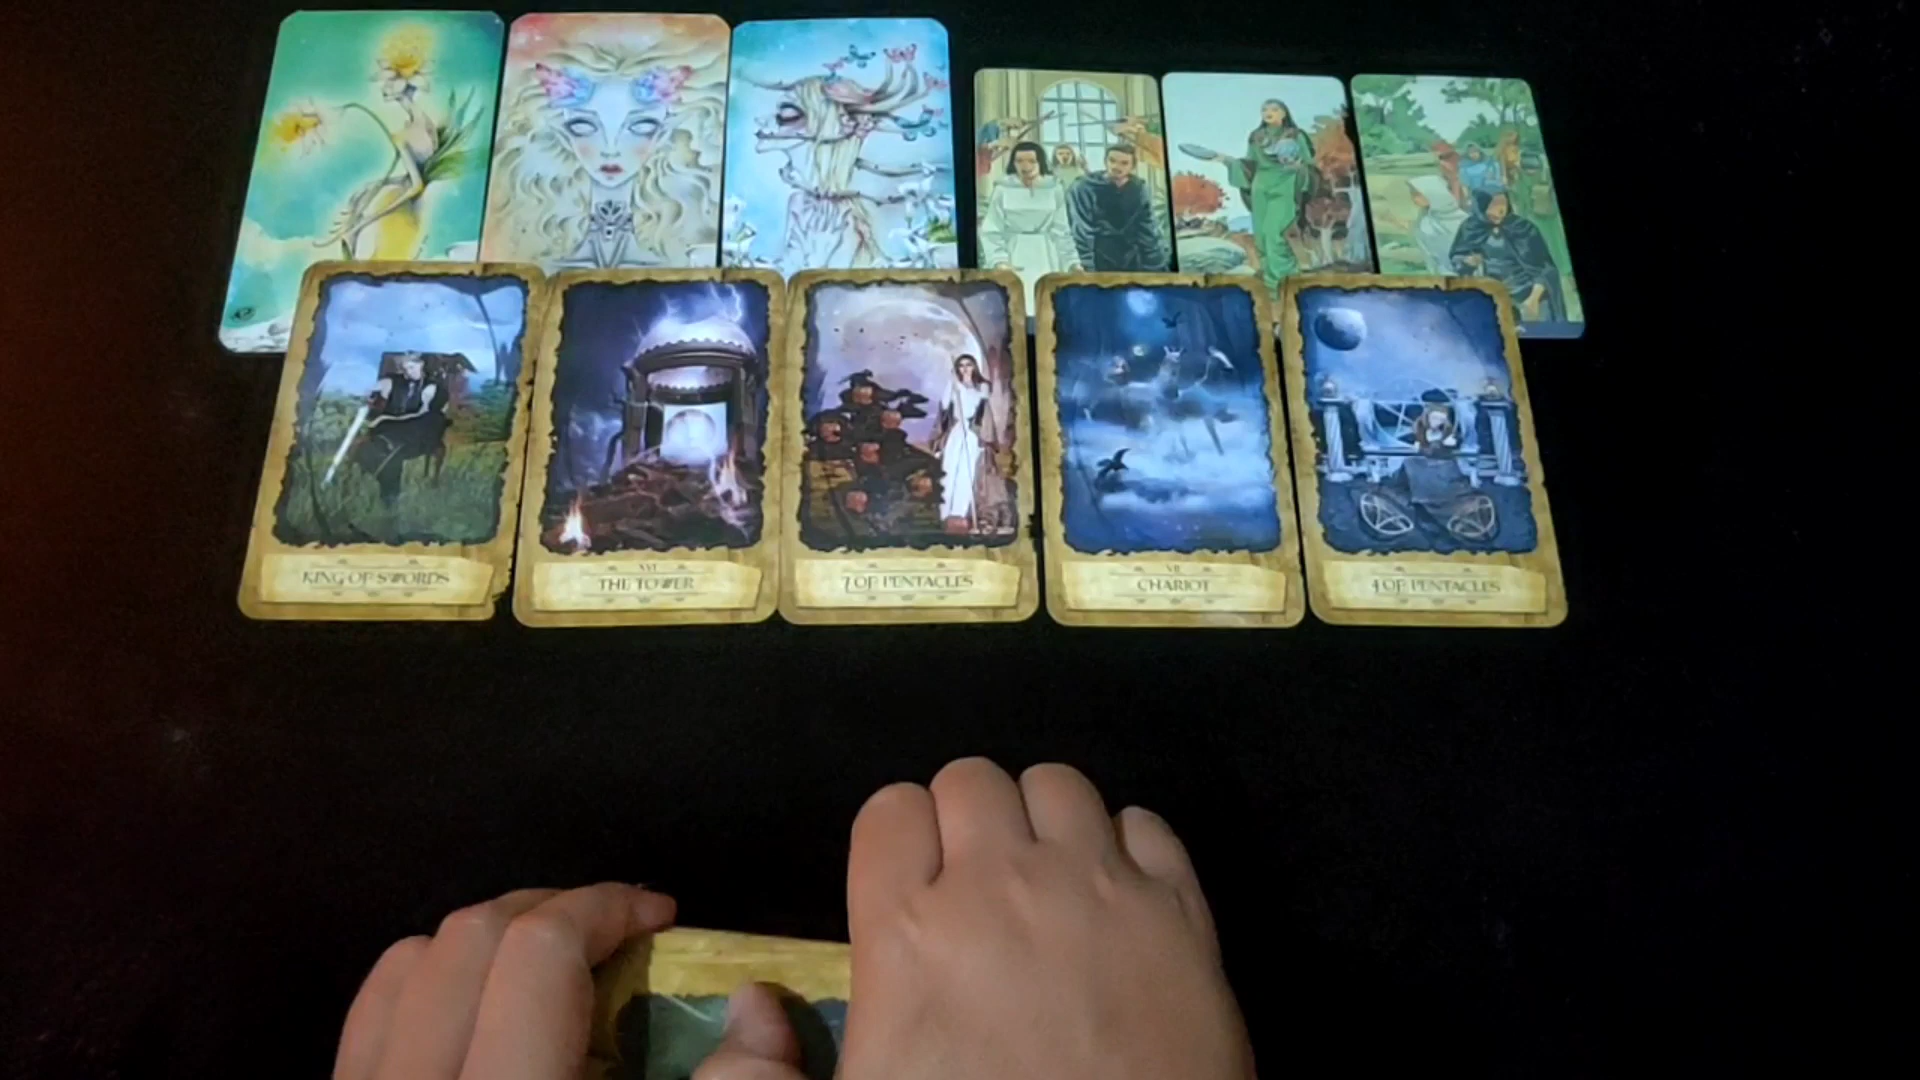 KING OF SWORDS
XVI
THE TOWER
7 OF PENTACLES
VII
CHARIOT
4 OF PENTACLES